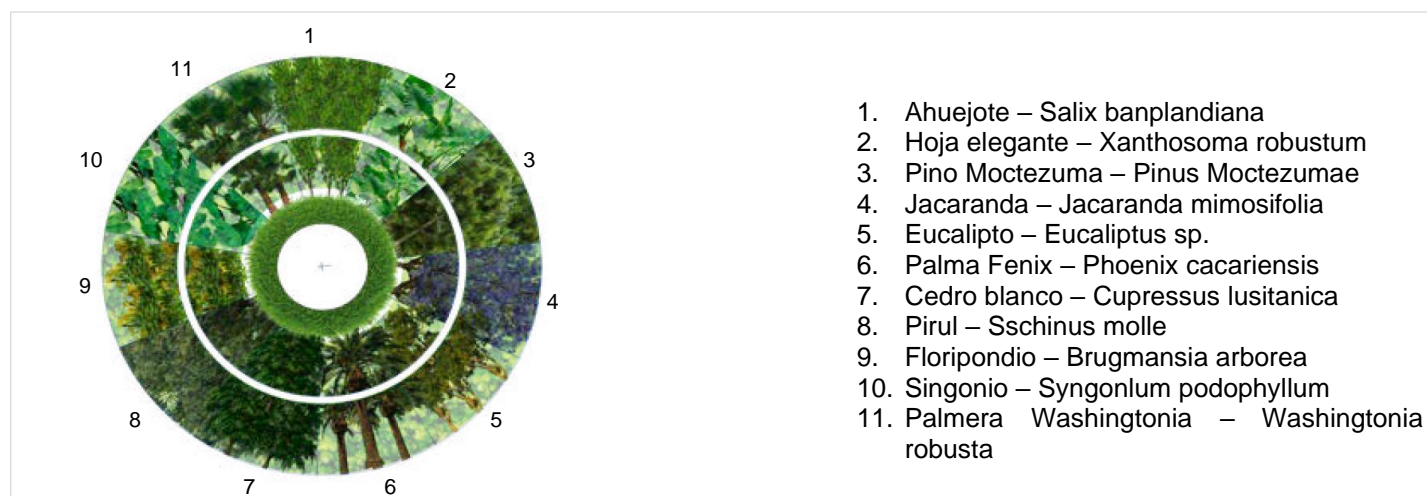 1
11
2
10
3
9
4
8
5
7
6
1. Ahuejote – Salix banplandiana
2. Hoja elegante – Xanthosoma robustum
3. Pino Moctezuma – Pinus Moctezumae
4. Jacaranda – Jacaranda mimosifolia
5. Eucalipto – Eucaliptus sp.
6. Palma Fenix – Phoenix cacariensis
7. Cedro blanco – Cupressus lusitanica
8. Pirul – Sschinus molle
9. Floripondio – Brugmansia arborea
10. Singonio – Syngonlum podophyllum
11. Palmera Washingtonia – Washingtonia
robusta